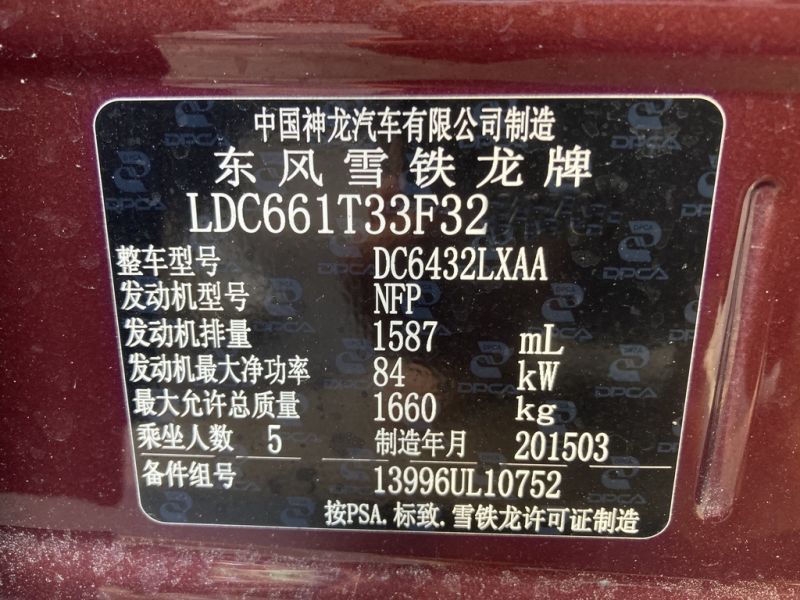 中国神龙汽车有限公司制造
东风雪铁龙牌
LDC661T33F32
整车型号 DC6432LXAA
发动机型号 NFP
发动机排量 1587 mL
发动机最大净功率 84 kW
最大允许总质量 1660 kg
乘坐人数 5 制造年月 201503
备件组号 13996UL10752
按PSA.标致.雪铁龙许可证制造
DPCA